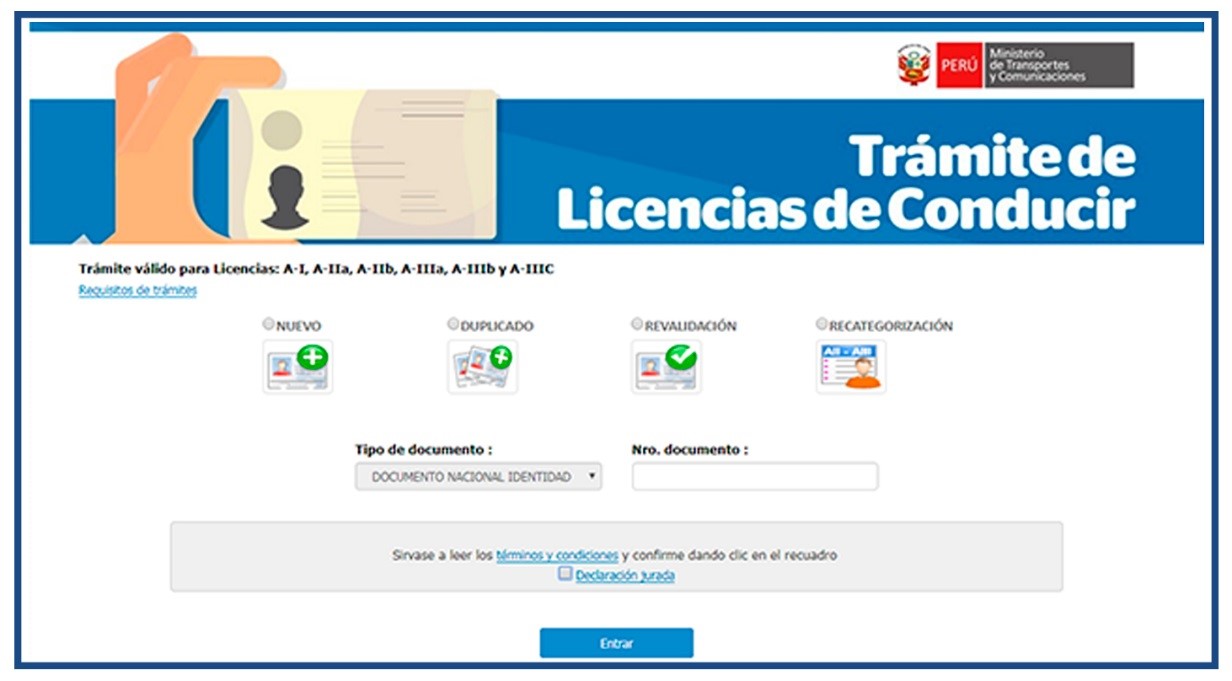 PERÚ
Ministerio
de Transportes
y Comunicaciones
Trámite de
Licencias de Conducir
Trámite válido para Licencias: A-I, A-IIa, A-IIb, A-IIIa, A-IIIb y A-IIIC
Requisitos de trámites
NUEVO DUPLICADO REVALIDACIÓN RECATEGORIZACIÓN
AII - AIII
Tipo de documento : Nro. documento :
DOCUMENTO NACIONAL IDENTIDAD
Sirvase a leer los términos y condiciones y confirme dando clic en el recuadro
Declaración jurada
Entrar